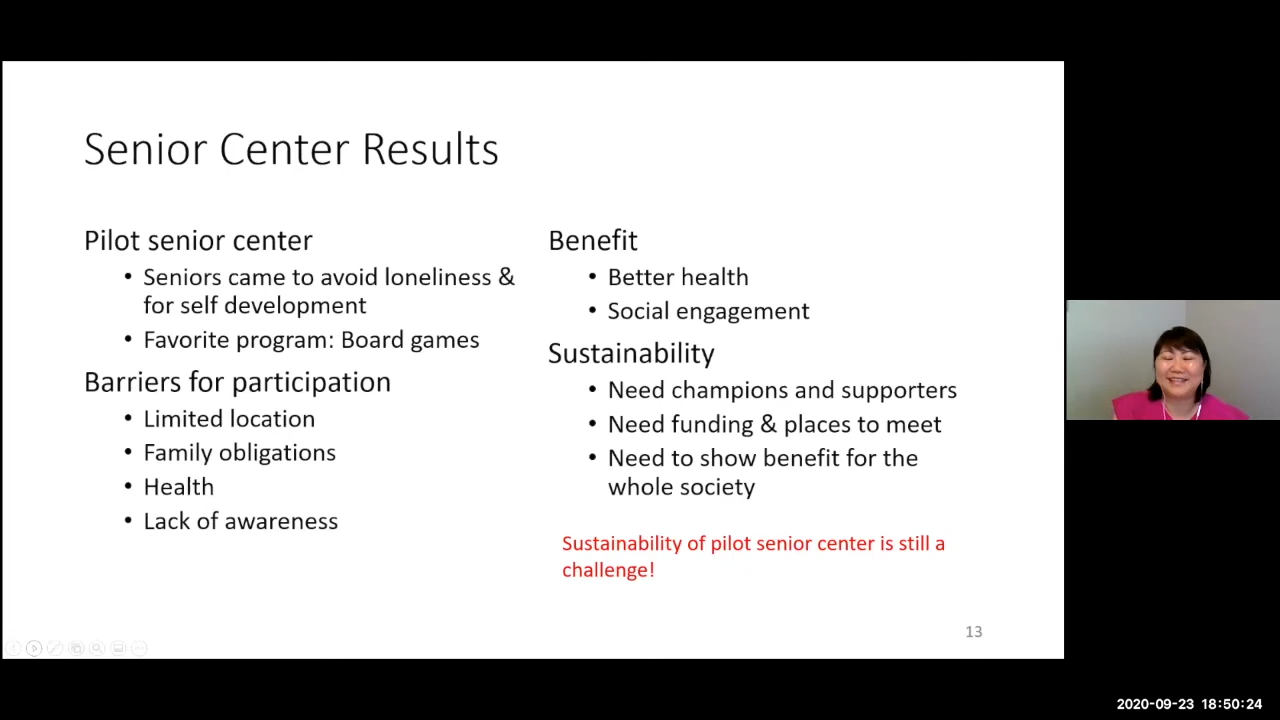 Senior Center Results
Pilot senior center
• Seniors came to avoid loneliness &
for self development
• Favorite program: Board games
Barriers for participation
• Limited location
• Family obligations
• Health
• Lack of awareness
Benefit
• Better health
• Social engagement
Sustainability
• Need champions and supporters
• Need funding & places to meet
• Need to show benefit for the
whole society
Sustainability of pilot senior center is still a
challenge!
13
2020-09-23 18:50:24